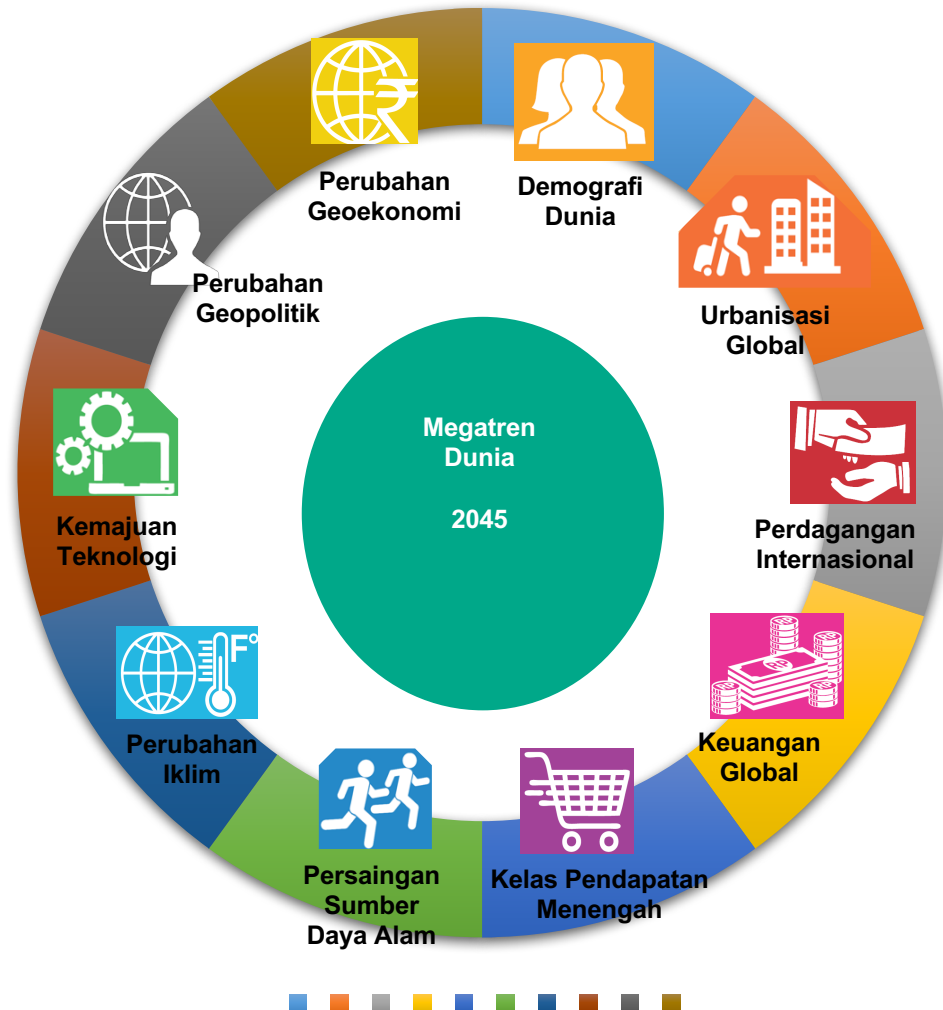 Megatren
Dunia
2045
Demografi
Dunia
Urbanisasi
Global
Perdagangan
Internasional
RP
Keuangan
Global
Kelas Pendapatan
Menengah
Persaingan
Sumber
Daya Alam
F°
Perubahan
Iklim
Kemajuan
Teknologi
Perubahan
Geopolitik
₹
Perubahan
Geoekonomi